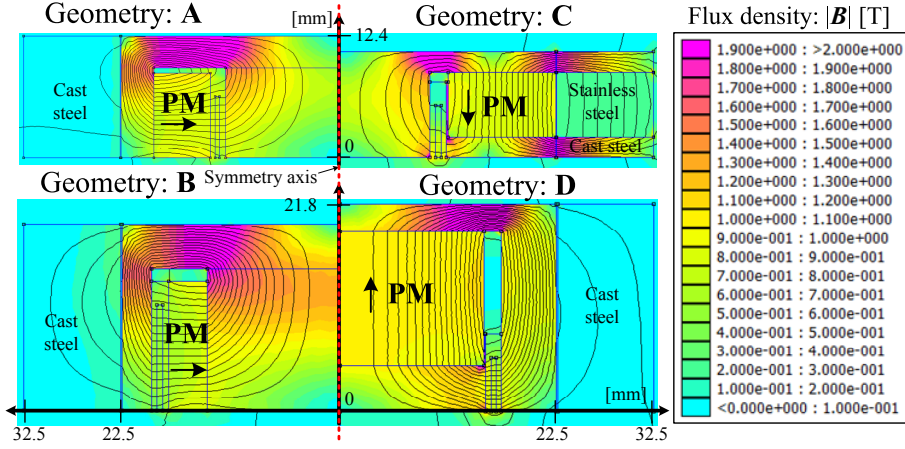 Geometry: A
[mm]
Geometry: C
Flux density: |B| [T]
12.4
Cast
steel
PM
PM
Stainless
steel
Cast steel
0
Symmetry axis
Geometry: B
Geometry: D
21.8
Cast
steel
PM
PM
Cast
steel
0
[mm]
32.5
22.5
22.5
32.5
1.900e+000 : >2.000e+000
1.800e+000 : 1.900e+000
1.700e+000 : 1.800e+000
1.600e+000 : 1.700e+000
1.500e+000 : 1.600e+000
1.400e+000 : 1.500e+000
1.300e+000 : 1.400e+000
1.200e+000 : 1.300e+000
1.100e+000 : 1.200e+000
1.000e+000 : 1.100e+000
9.000e-001 : 1.000e+000
8.000e-001 : 9.000e-001
7.000e-001 : 8.000e-001
6.000e-001 : 7.000e-001
5.000e-001 : 6.000e-001
4.000e-001 : 5.000e-001
3.000e-001 : 4.000e-001
2.000e-001 : 3.000e-001
1.000e-001 : 2.000e-001
<0.000e+000 : 1.000e-001